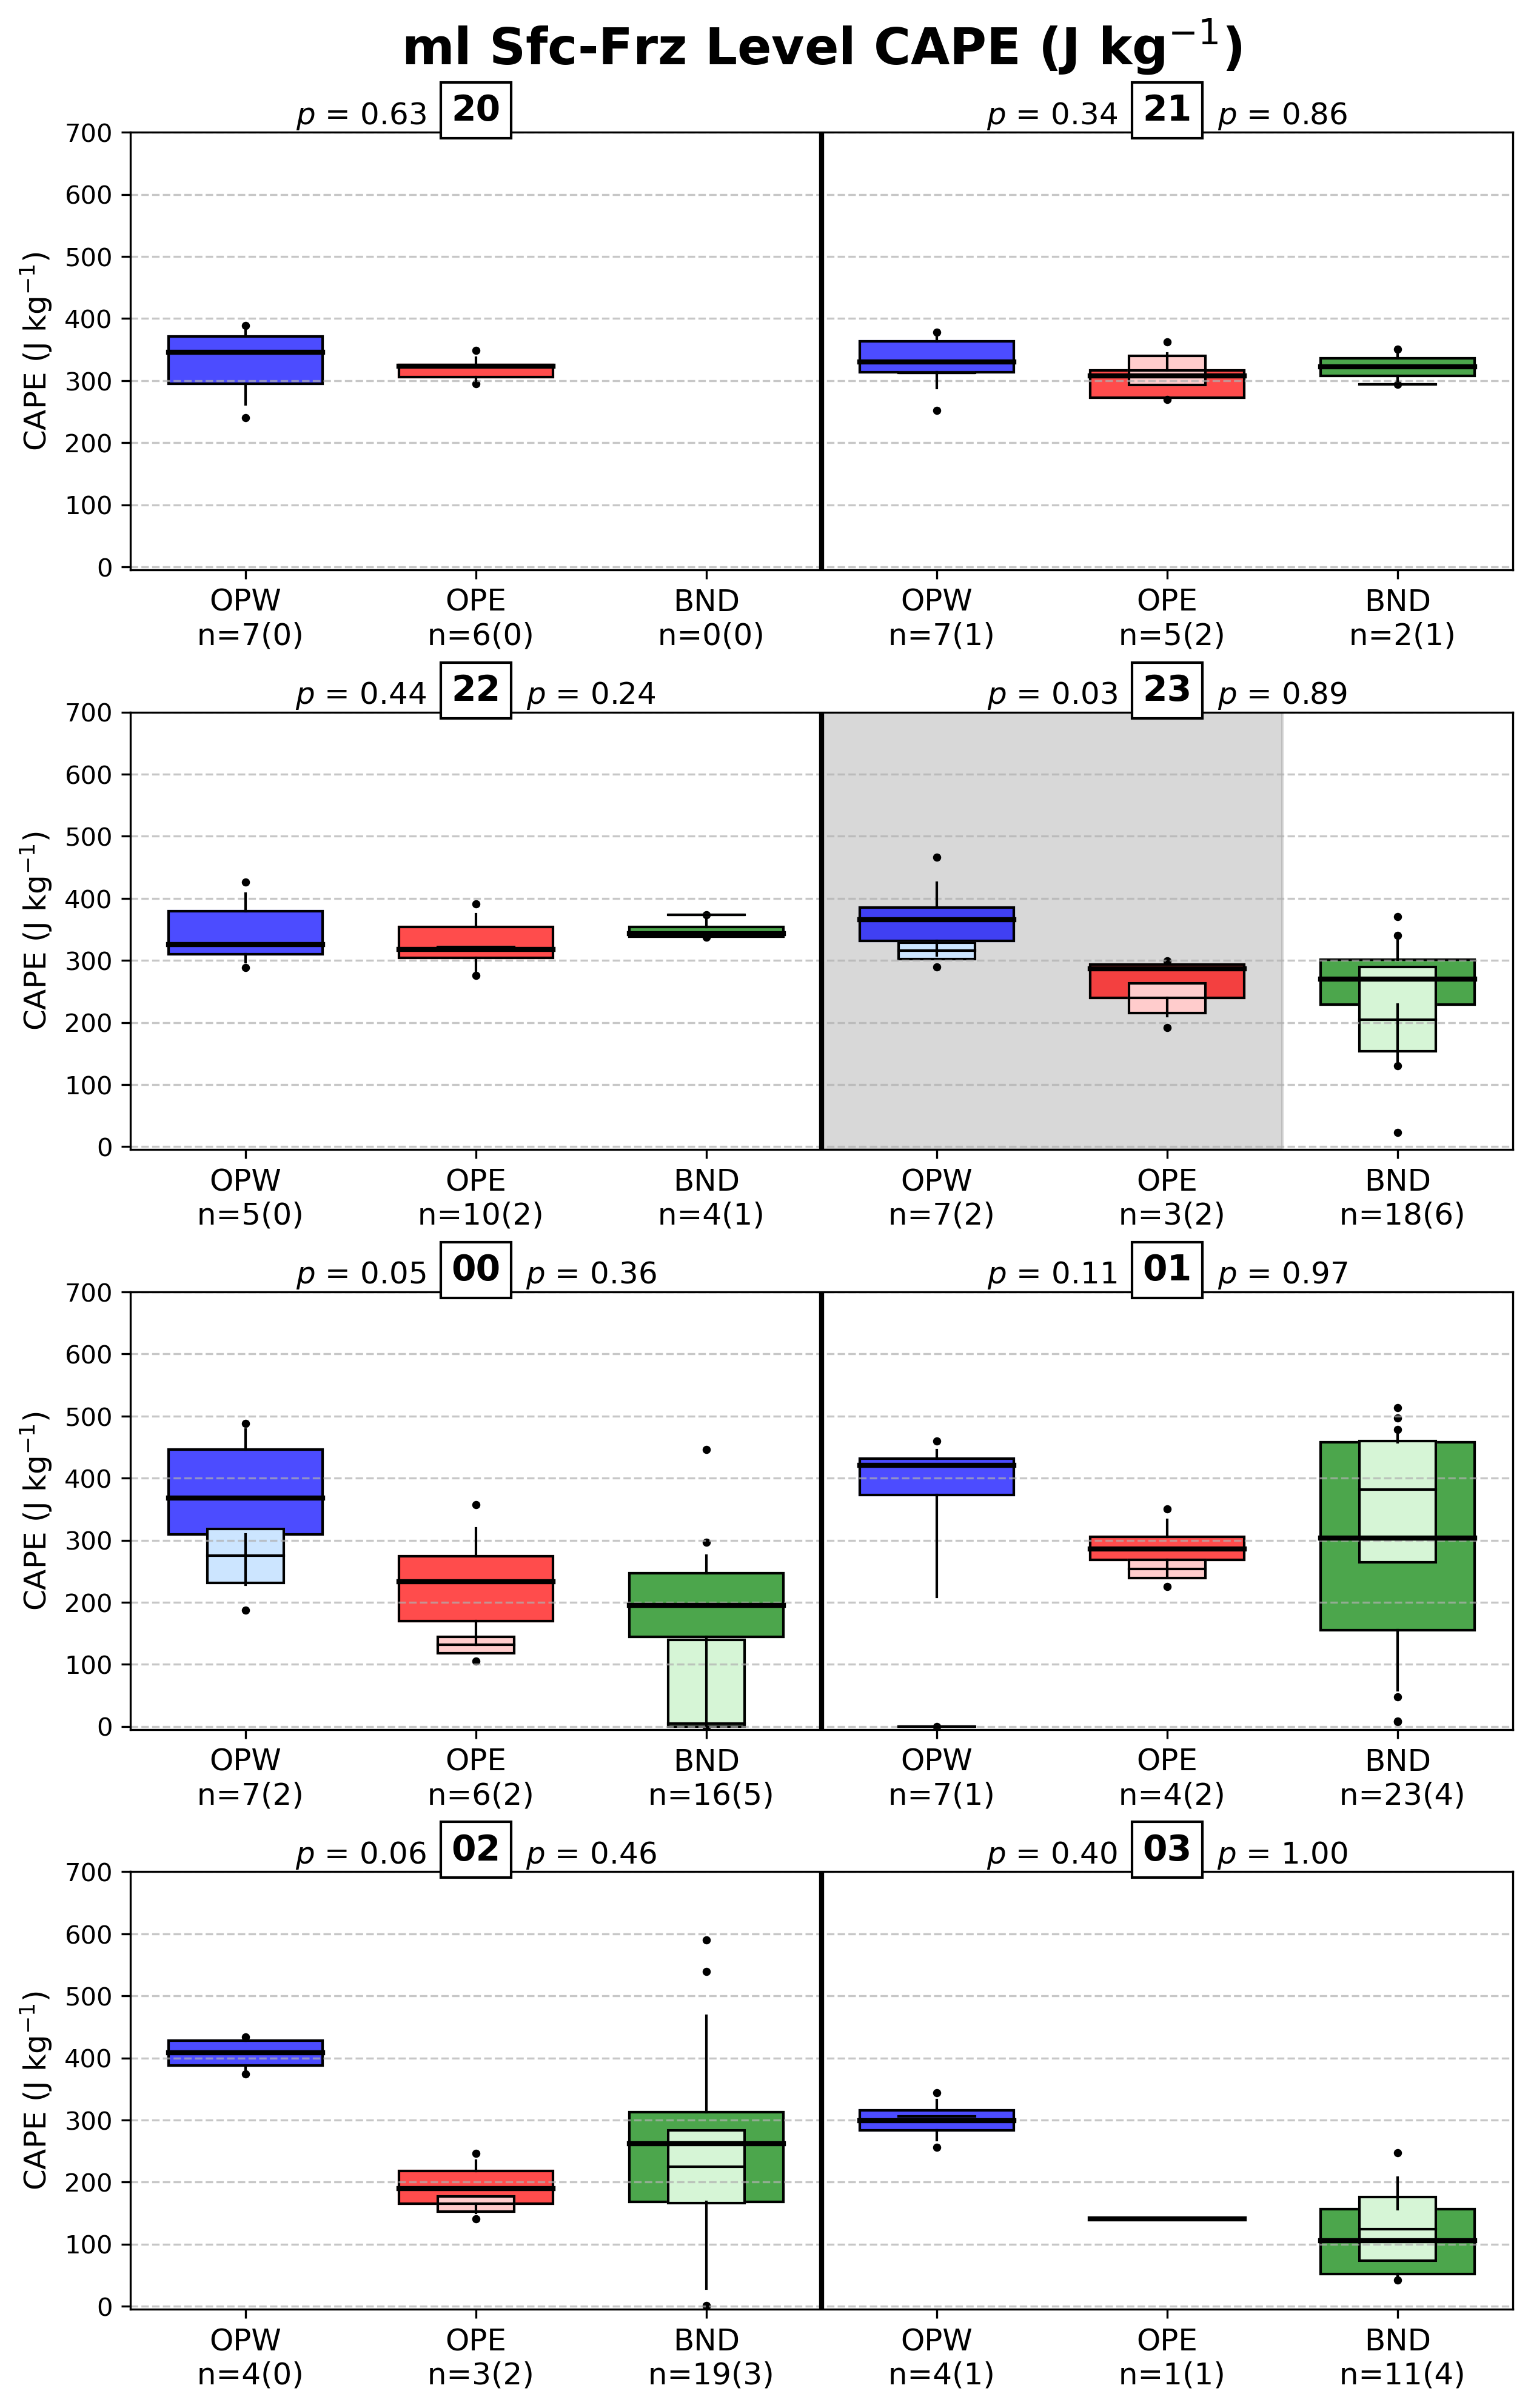 ml Sfc-Frz Level CAPE (J kg⁻¹)
p = 0.63 20
p = 0.34 21 p = 0.86
CAPE (J kg⁻¹)
700
600
500
400
300
200
100
0
OPW OPE BND OPW OPE BND
n=7(0) n=6(0) n=0(0) n=7(1) n=5(2) n=2(1)
p = 0.44 22 p = 0.24
p = 0.03 23 p = 0.89
CAPE (J kg⁻¹)
700
600
500
400
300
200
100
0
OPW OPE BND OPW OPE BND
n=5(0) n=10(2) n=4(1) n=7(2) n=3(2) n=18(6)
p = 0.05 00 p = 0.36
p = 0.11 01 p = 0.97
CAPE (J kg⁻¹)
700
600
500
400
300
200
100
0
OPW OPE BND OPW OPE BND
n=7(2) n=6(2) n=16(5) n=7(1) n=4(2) n=23(4)
p = 0.06 02 p = 0.46
p = 0.40 03 p = 1.00
CAPE (J kg⁻¹)
700
600
500
400
300
200
100
0
OPW OPE BND OPW OPE BND
n=4(0) n=3(2) n=19(3) n=4(1) n=1(1) n=11(4)